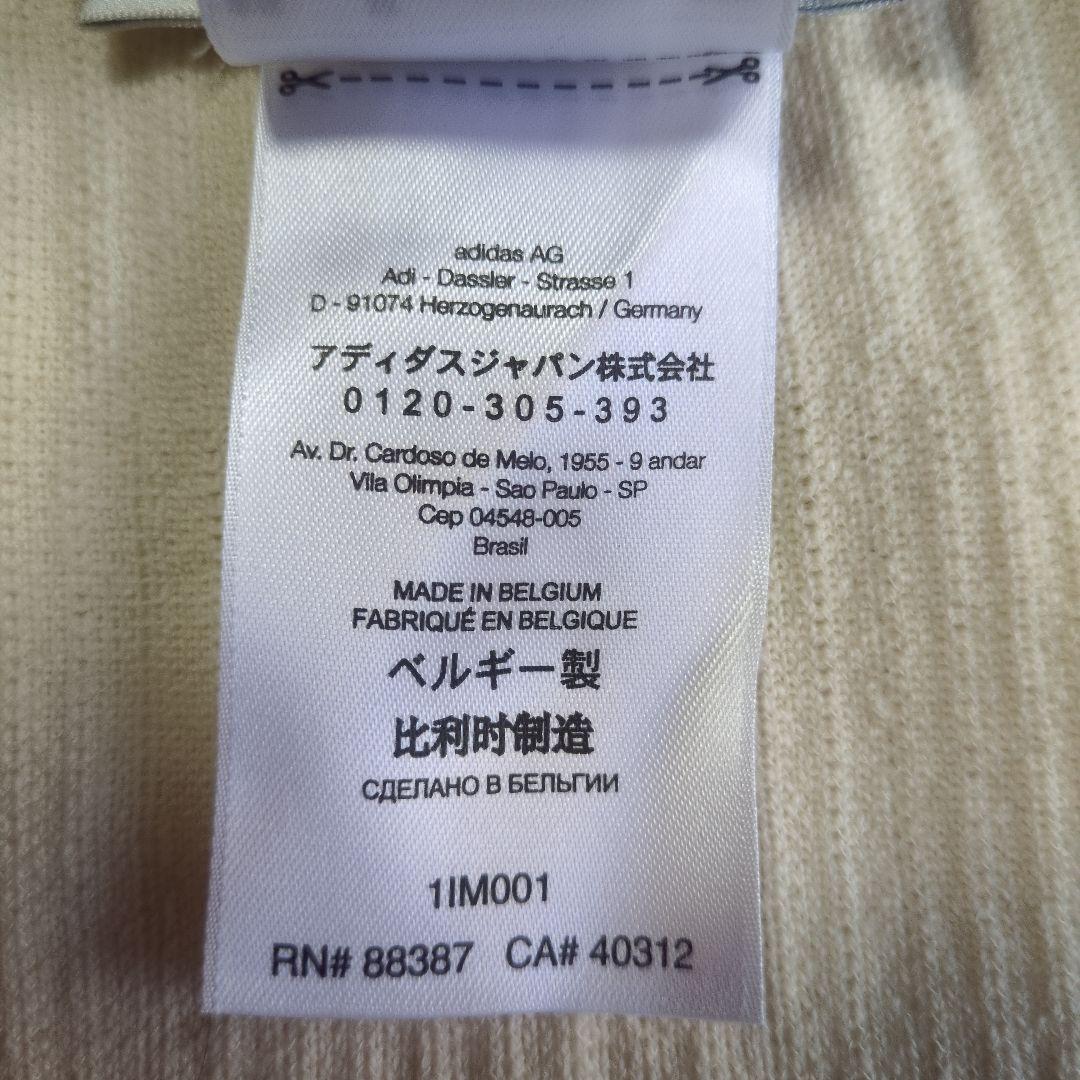 adidas AG
Adi - Dassler - Strasse 1
D - 91074 Herzogenaurach / Germany
アディダスジャパン株式会社
0120-305-393
Av. Dr. Cardoso de Melo, 1955 - 9 andar
Vila Olimpia - Sao Paulo - SP
Cep 04548-005
Brasil
MADE IN BELGIUM
FABRIQUÉ EN BELGIQUE
ベルギー製
比利时制造
СДЕЛАНО В БЕЛЬГИИ
1IM001
RN# 88387 CA# 40312